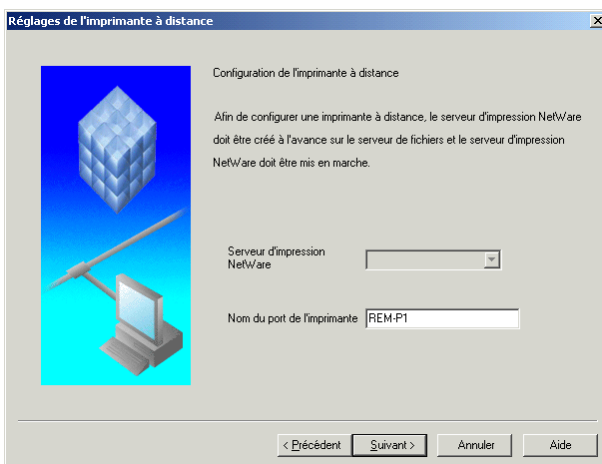 Réglages de l'imprimante à distance
Configuration de l'imprimante à distance
Afin de configurer une imprimante à distance, le serveur d'impression NetWare
doit être créé à l'avance sur le serveur de fichiers et le serveur d'impression
NetWare doit être mis en marche.
Serveur d'impression
NetWare
Nom du port de l'imprimante REM-P1
< Précédent Suivant > Annuler Aide